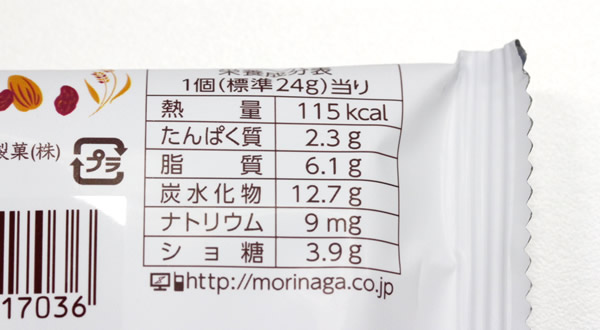 栄養成分表
1個(標準24g)当り
熱量 115kcal
たんぱく質 2.3g
脂質 6.1g
炭水化物 12.7g
ナトリウム 9mg
ショ糖 3.9g
http://morinaga.co.jp
製菓(株)
プラ
17036